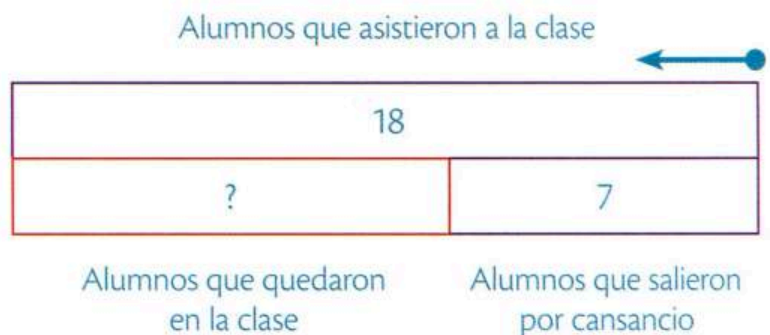 Alumnos que asistieron a la clase
18
?
7
Alumnos que quedaron
en la clase
Alumnos que salieron
por cansancio